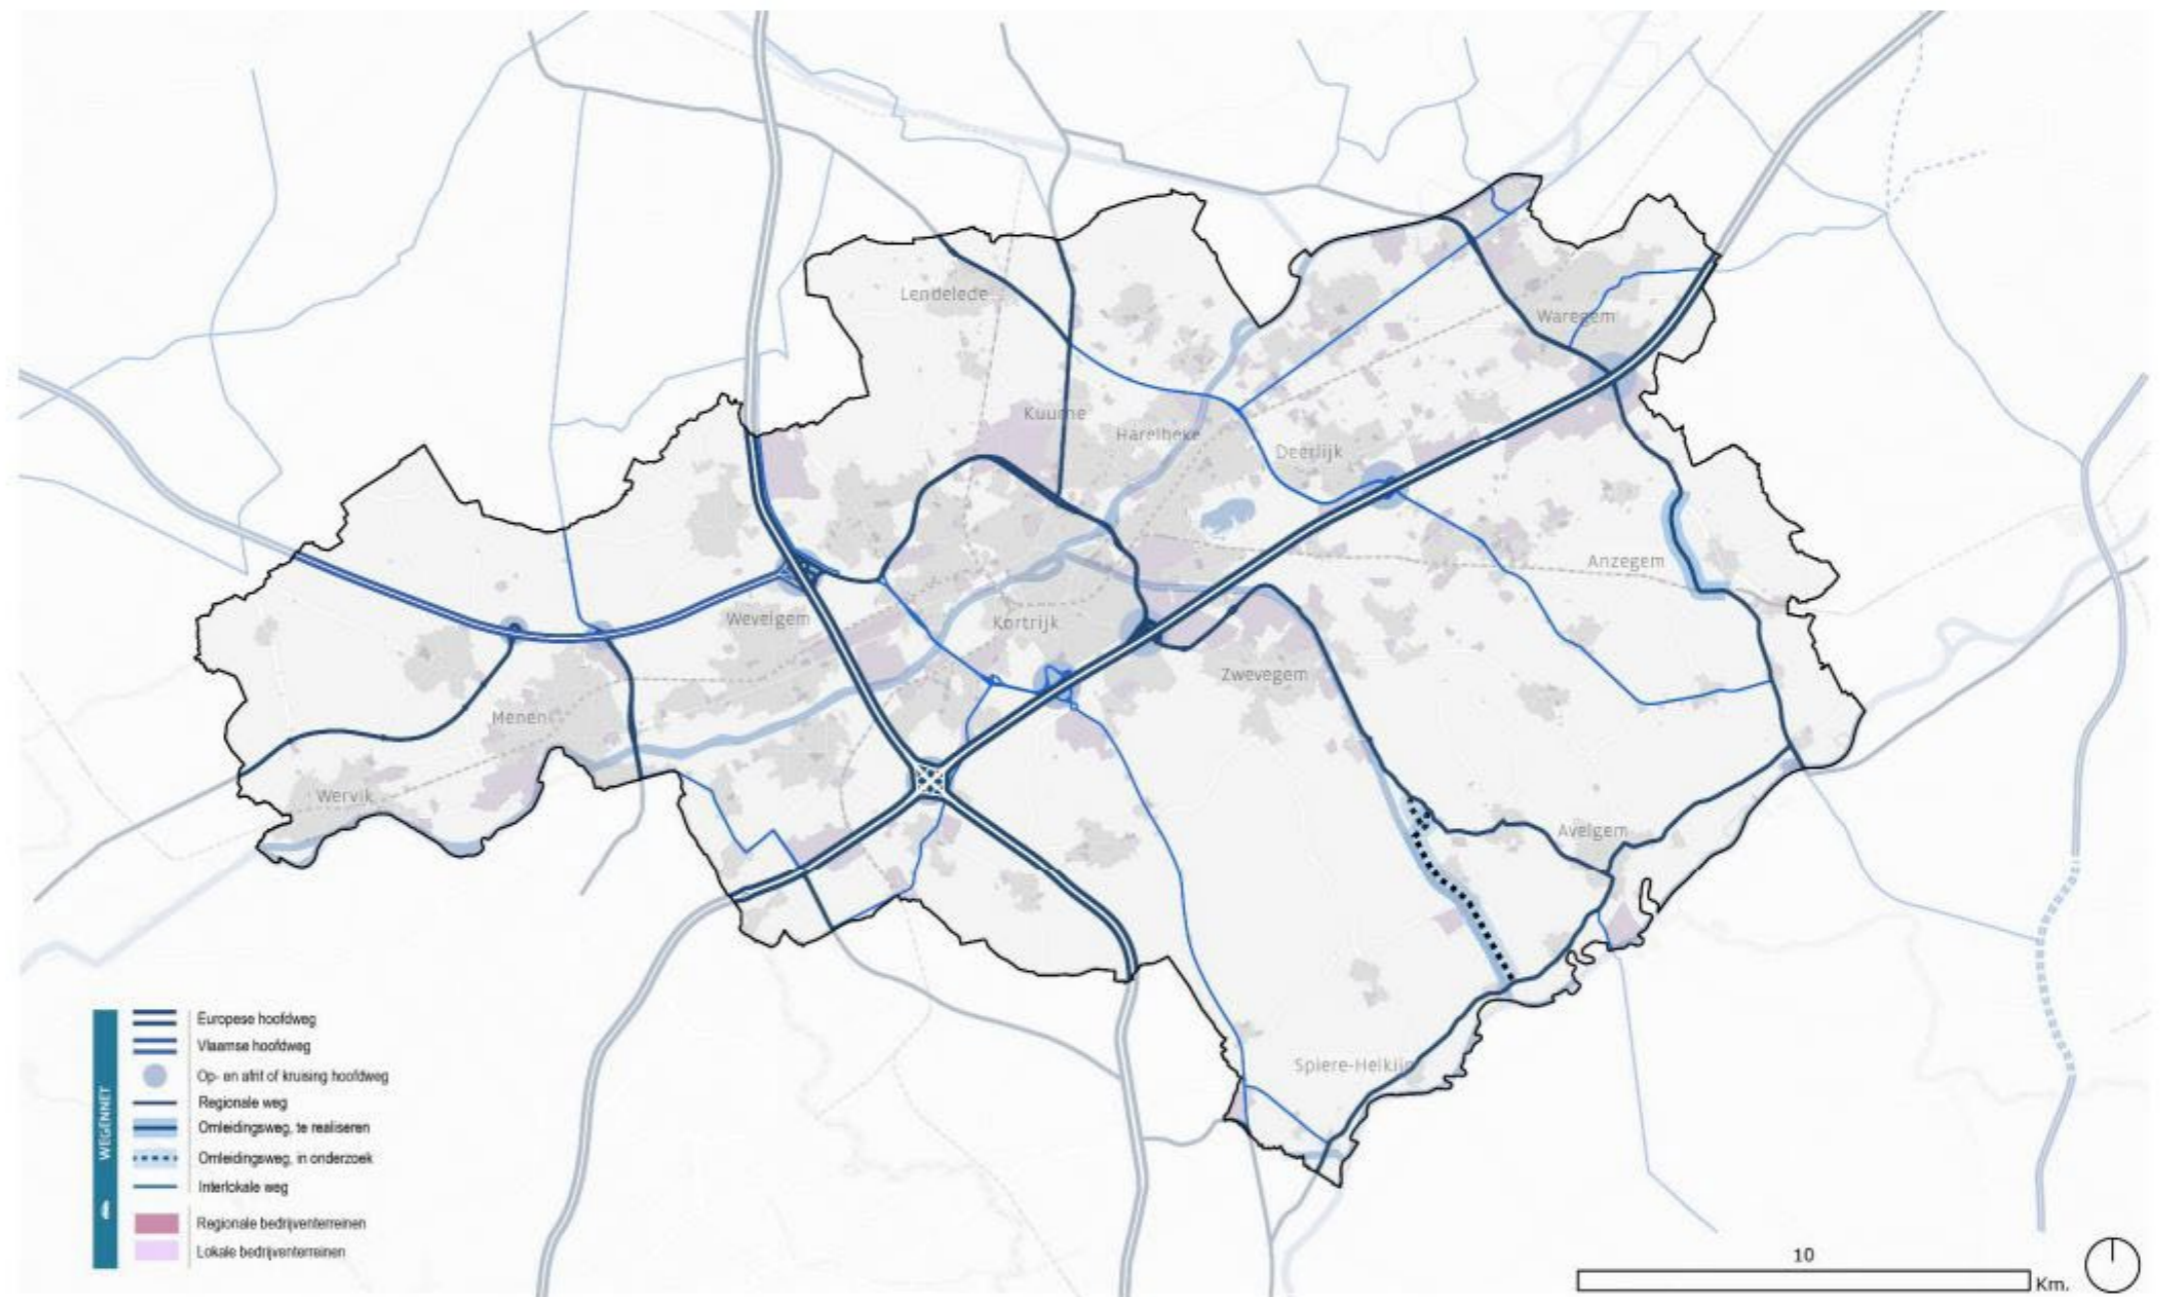 Lendelede
Waregem
Kuurne
Harelbeke
Deerlijk
Anzegem
Wevelgem
Kortrijk
Zwevegem
Menen
Wervik
Avelgem
Spiere-Helkijn
WEGENNET
Europese hoofdweg
Vlaamse hoofdweg
Op- en afrit of kruising hoofdweg
Regionale weg
Omleidingsweg, te realiseren
Omleidingsweg, in onderzoek
Interlokale weg
Regionale bedrijventerreinen
Lokale bedrijventerreinen
10
Km.